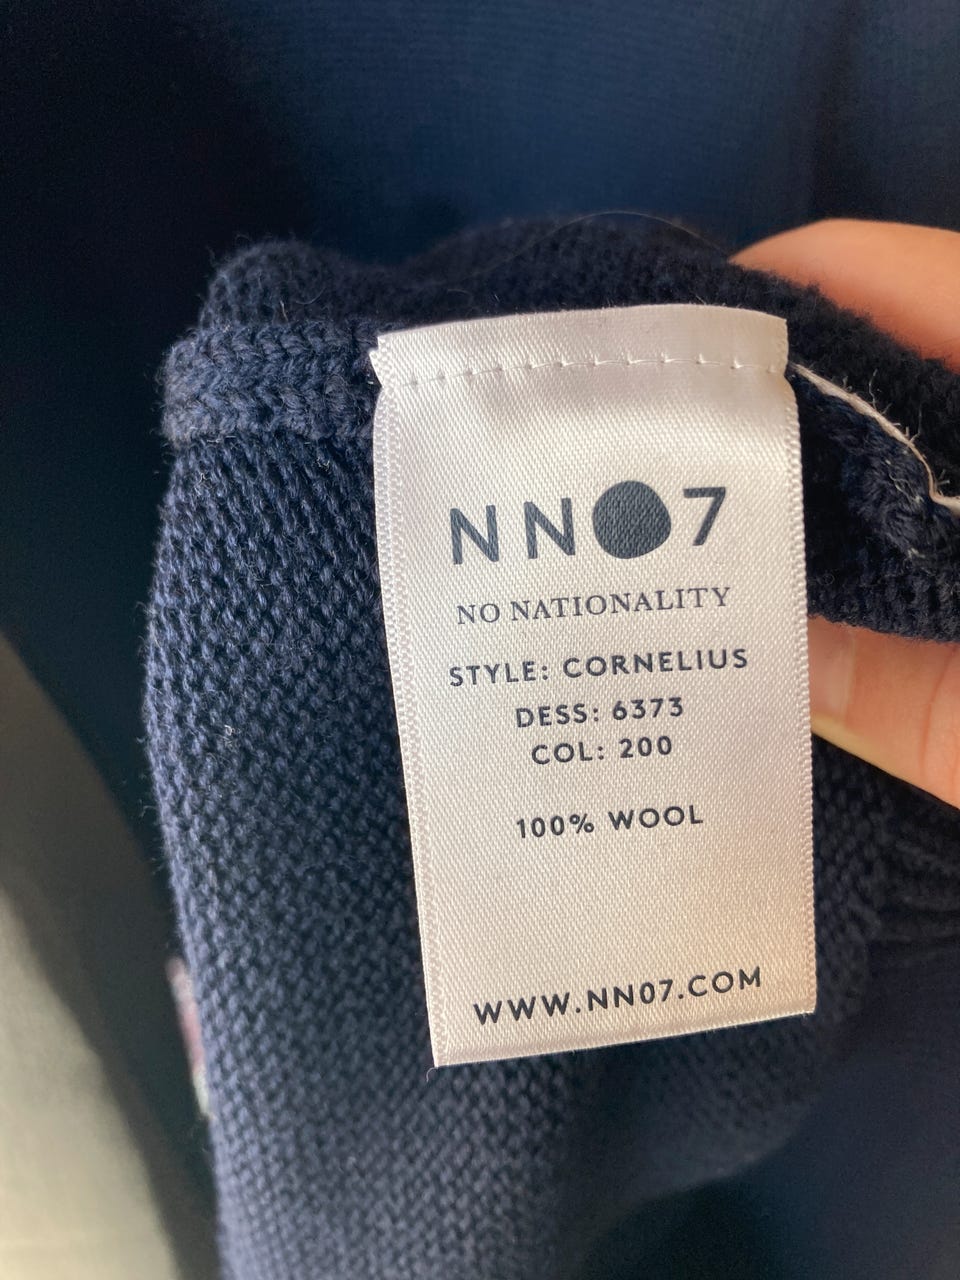 NN07
NO NATIONALITY
STYLE: CORNELIUS
DESS: 6373
COL: 200
100% WOOL
WWW.NN07.COM